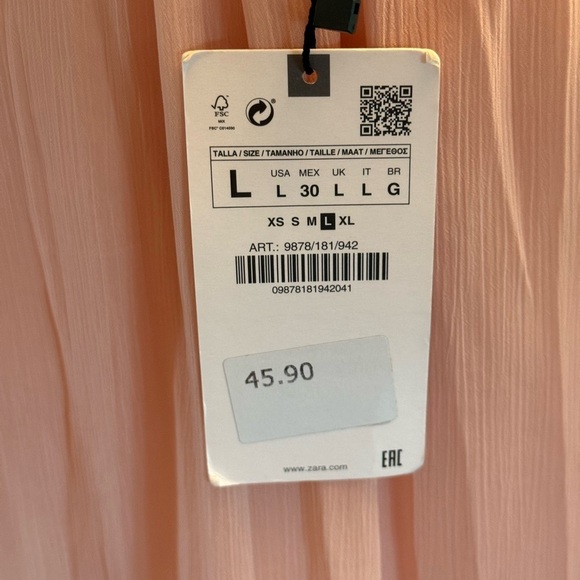 FSC
MIX
TALLA / SIZE / TAMANHO / TAILLE / MAAT / ΜΕΓΕΘΟΣ
L
USA MEX UK IT BR
L 30 L L G
XS S M L XL
ART.: 9878/181/942
09878181942041
45.90
www.zara.com
EAC